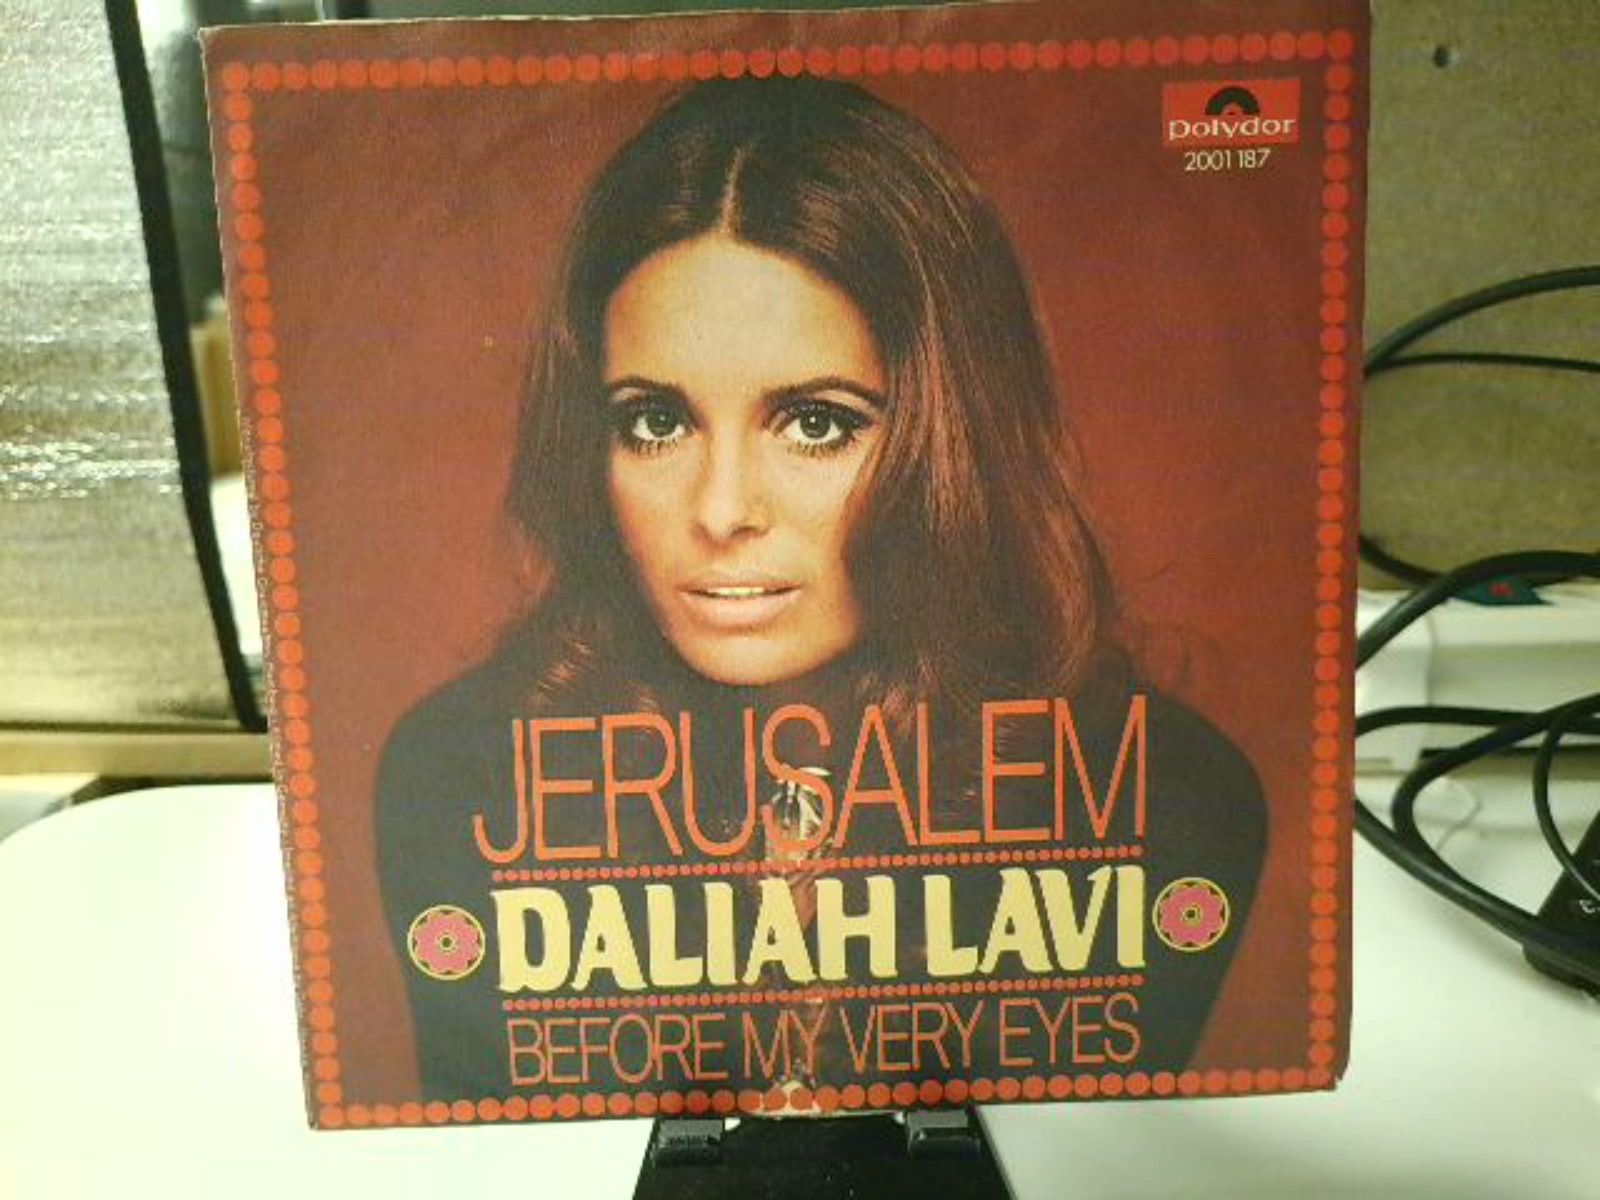 polydor
2001 187
JERUSALEM
DALIAH LAVI
BEFORE MY VERY EYES